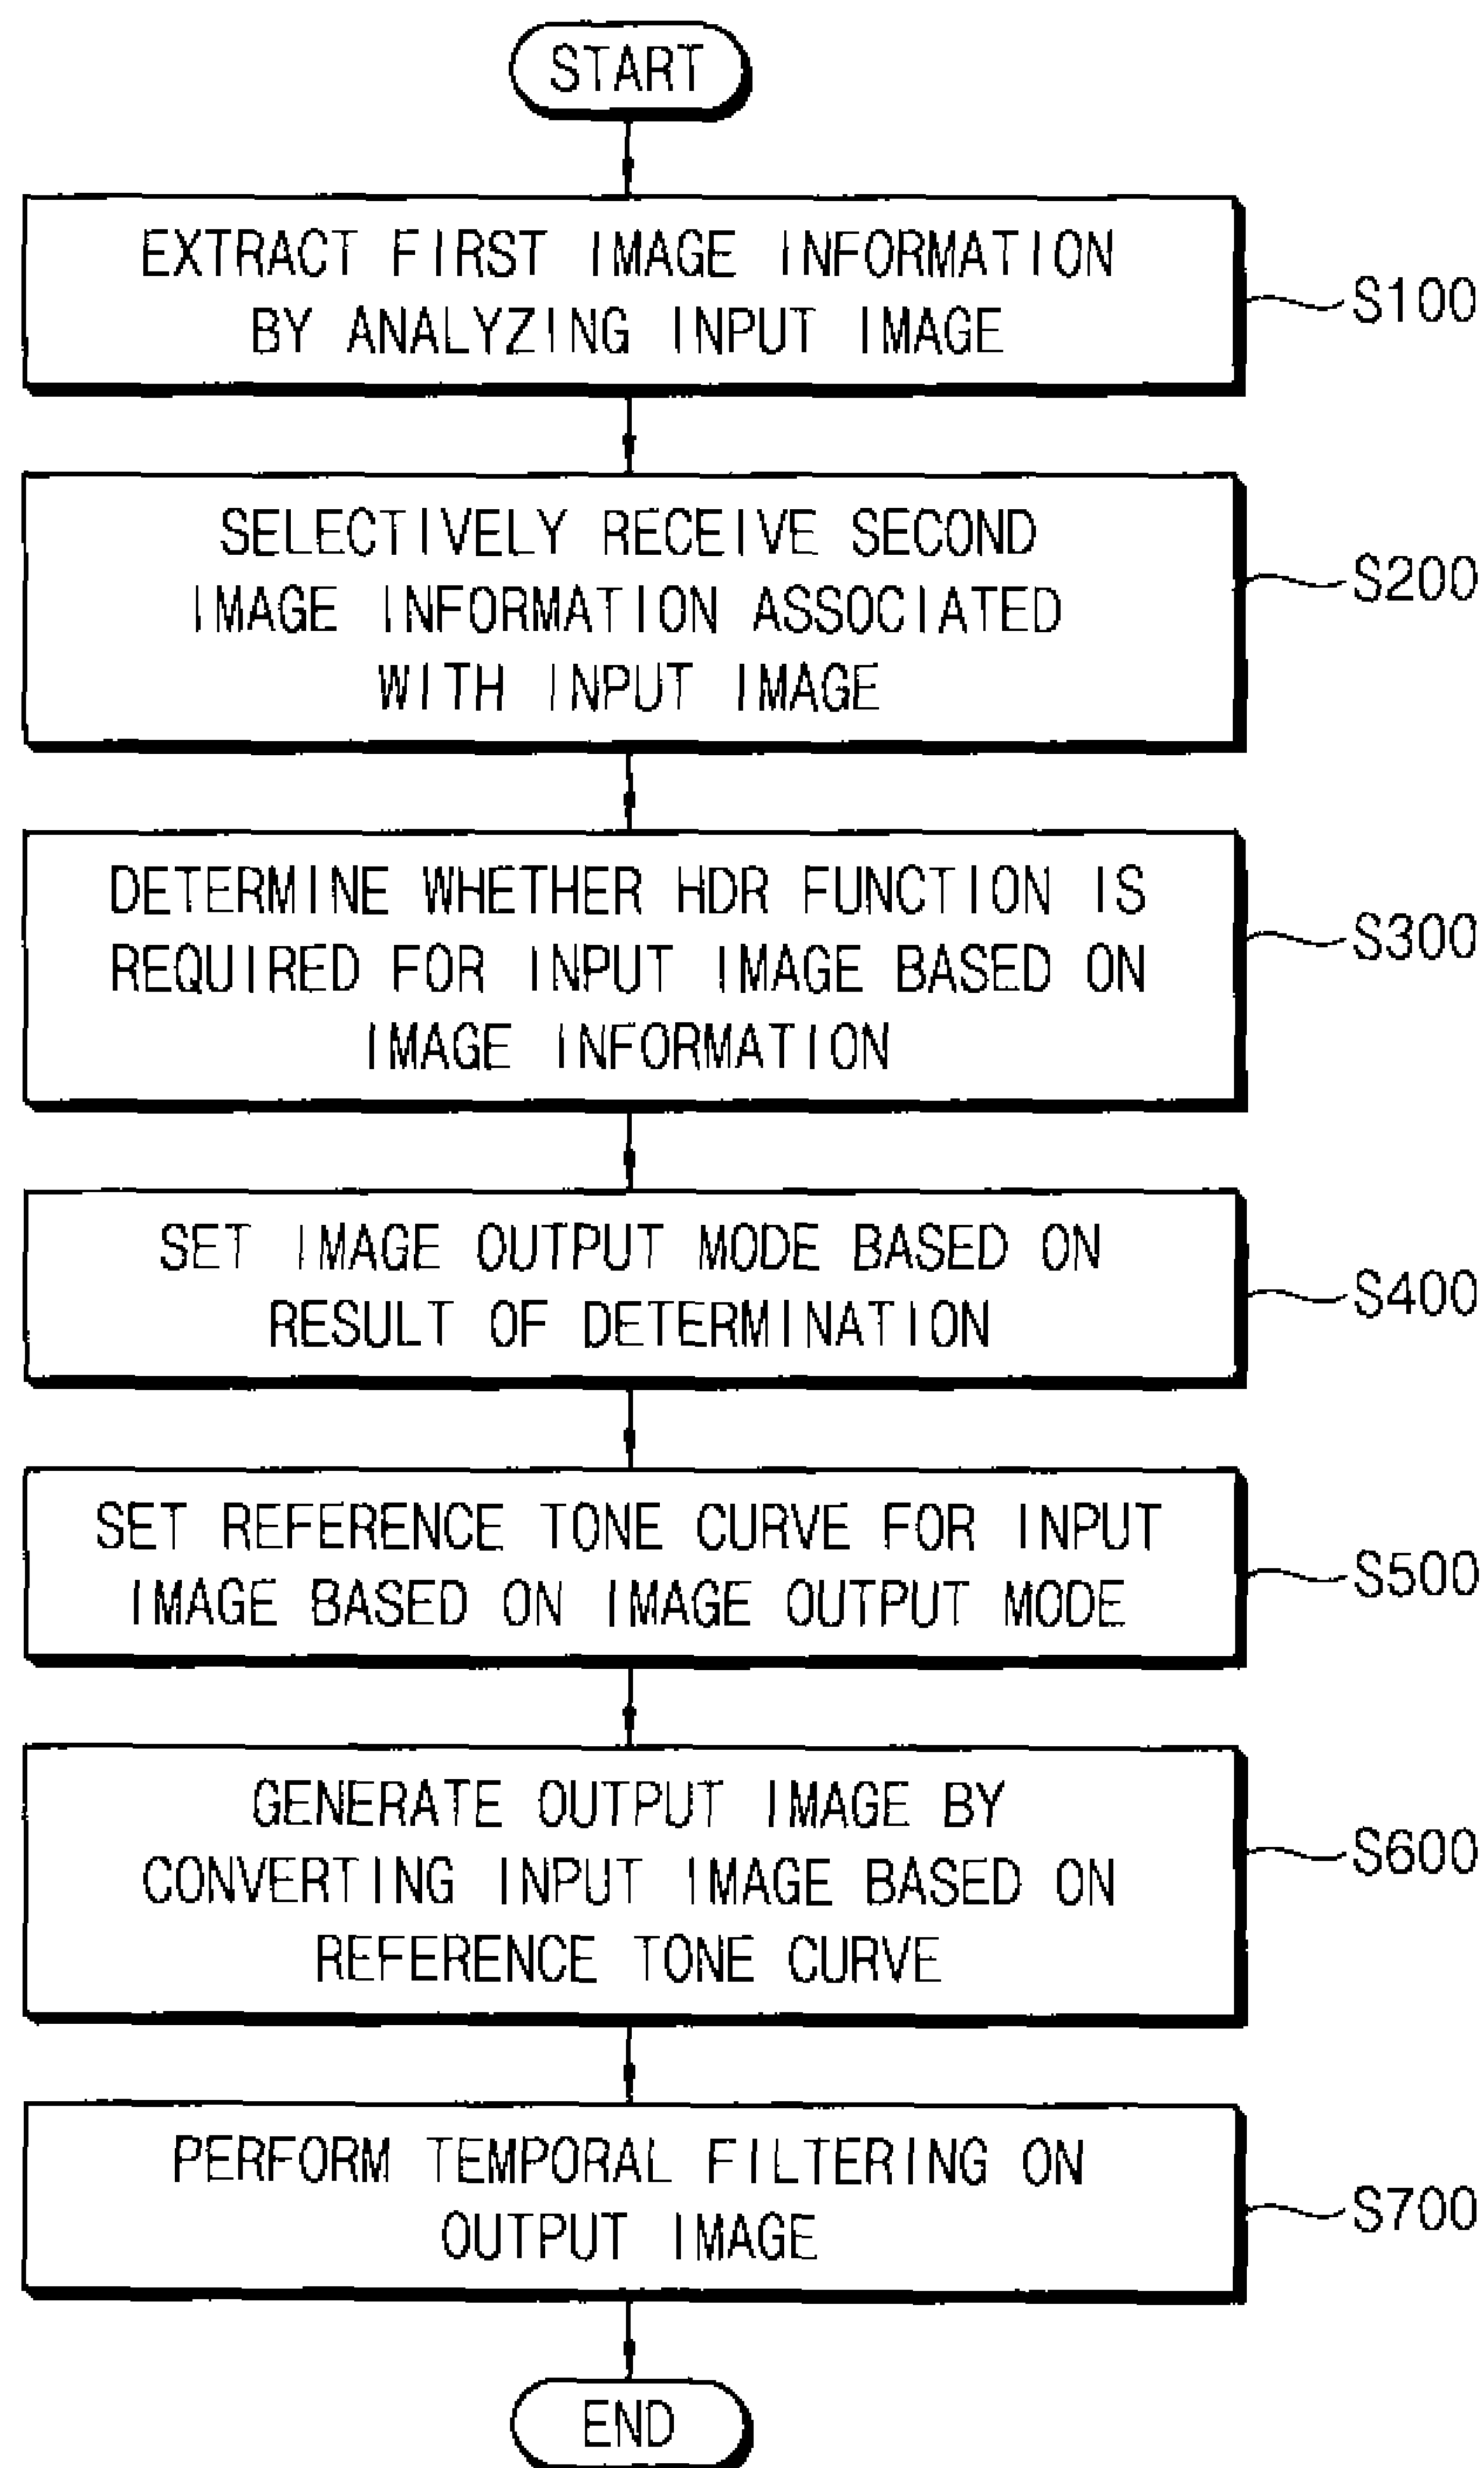 START
EXTRACT FIRST IMAGE INFORMATION
BY ANALYZING INPUT IMAGE
S100
SELECTIVELY RECEIVE SECOND
IMAGE INFORMATION ASSOCIATED
WITH INPUT IMAGE
S200
DETERMINE WHETHER HDR FUNCTION IS
REQUIRED FOR INPUT IMAGE BASED ON
IMAGE INFORMATION
S300
SET IMAGE OUTPUT MODE BASED ON
RESULT OF DETERMINATION
S400
SET REFERENCE TONE CURVE FOR INPUT
IMAGE BASED ON IMAGE OUTPUT MODE
S500
GENERATE OUTPUT IMAGE BY
CONVERTING INPUT IMAGE BASED ON
REFERENCE TONE CURVE
S600
PERFORM TEMPORAL FILTERING ON
OUTPUT IMAGE
S700
END